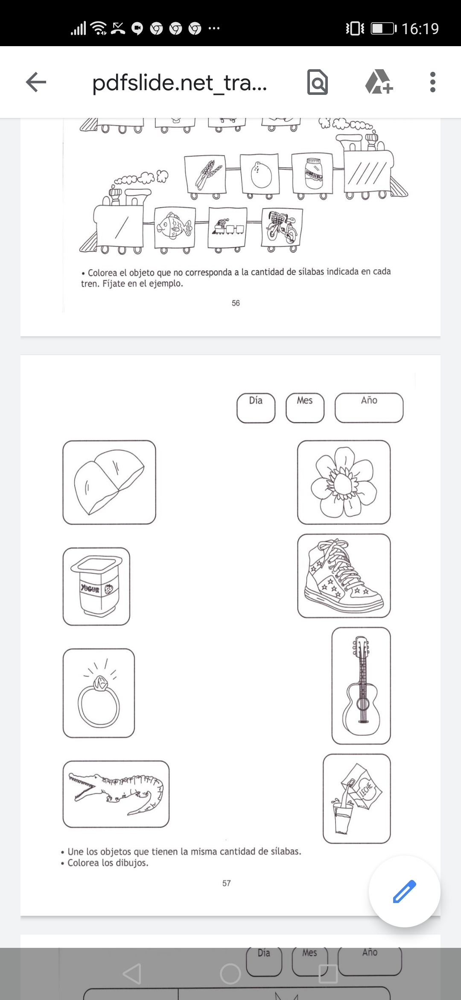 16:19
pdfslide.net_tra...
• Colorea el objeto que no corresponda a la cantidad de sílabas indicada en cada
tren. Fíjate en el ejemplo.
56
Día Mes Año
YOGUR
LECHE
• Une los objetos que tienen la misma cantidad de sílabas.
• Colorea los dibujos.
57
Día Mes Año